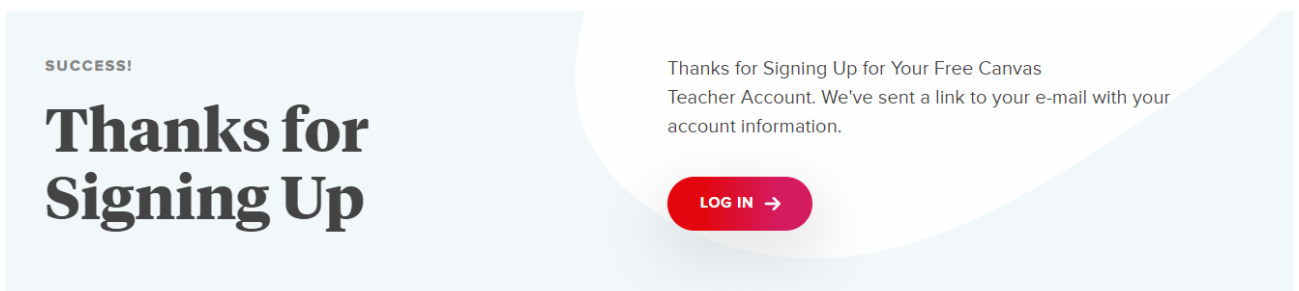 SUCCESS!
Thanks for
Signing Up
Thanks for Signing Up for Your Free Canvas
Teacher Account. We've sent a link to your e-mail with your
account information.
LOG IN →